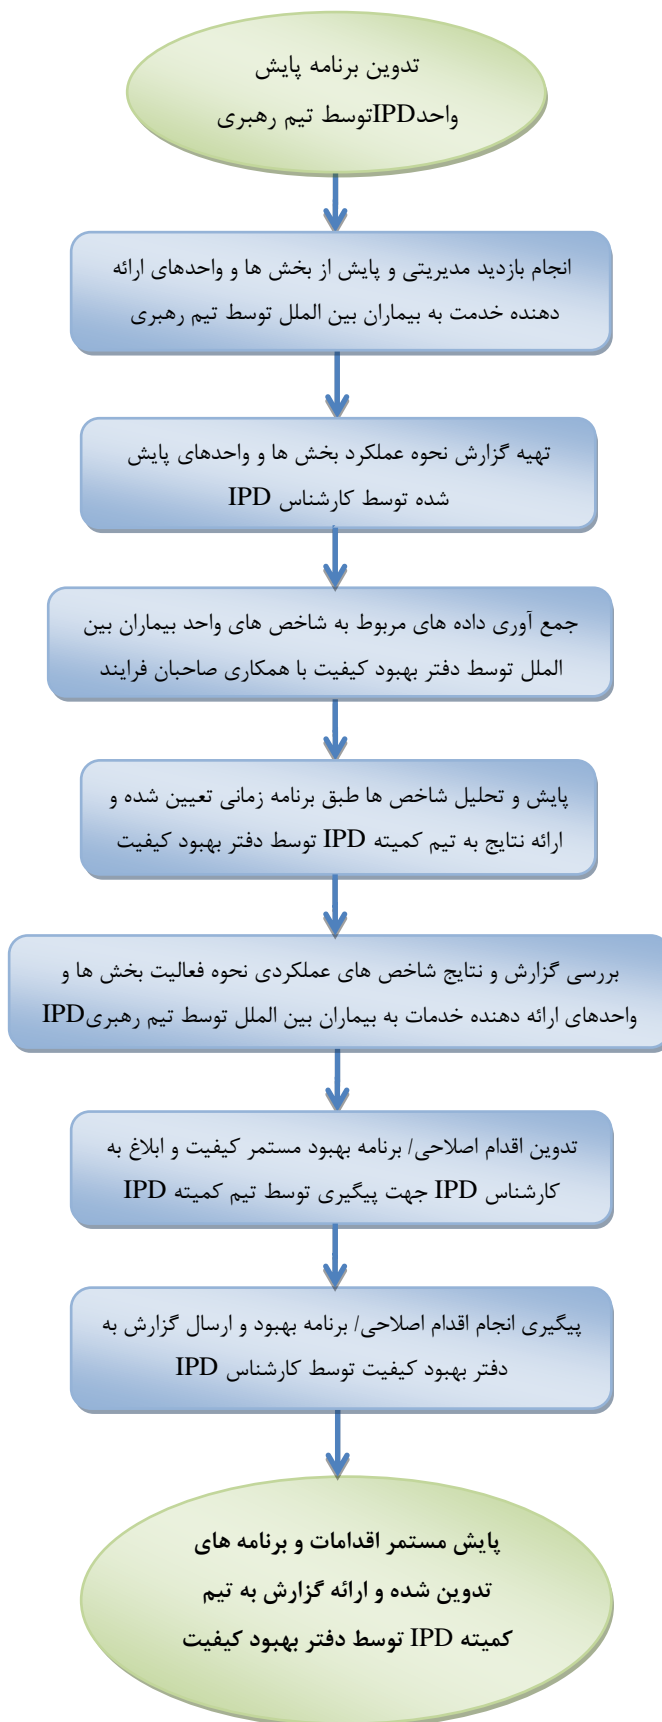 تدوین برنامه پایش
واحدIPDتوسط تیم رهبری
انجام بازدید مدیریتی و پایش از بخش ها و واحدهای ارائه
دهنده خدمت به بیماران بین الملل توسط تیم رهبری
تهیه گزارش نحوه عملکرد بخش ها و واحدهای پایش
شده توسط کارشناس IPD
جمع آوری داده های مربوط به شاخص های واحد بیماران بین
الملل توسط دفتر بهبود کیفیت با همکاری صاحبان فرایند
پایش و تحلیل شاخص ها طبق برنامه زمانی تعیین شده و
ارائه نتایج به تیم کمیته IPD توسط دفتر بهبود کیفیت
بررسی گزارش و نتایج شاخص های عملکردی نحوه فعالیت بخش ها و
واحدهای ارائه دهنده خدمات به بیماران بین الملل توسط تیم رهبریIPD
تدوین اقدام اصلاحی/ برنامه بهبود مستمر کیفیت و ابلاغ به
کارشناس IPD جهت پیگیری توسط تیم کمیته IPD
پیگیری انجام اقدام اصلاحی/ برنامه بهبود و ارسال گزارش به
دفتر بهبود کیفیت توسط کارشناس IPD
پایش مستمر اقدامات و برنامه های
تدوین شده و ارائه گزارش به تیم
کمیته IPD توسط دفتر بهبود کیفیت